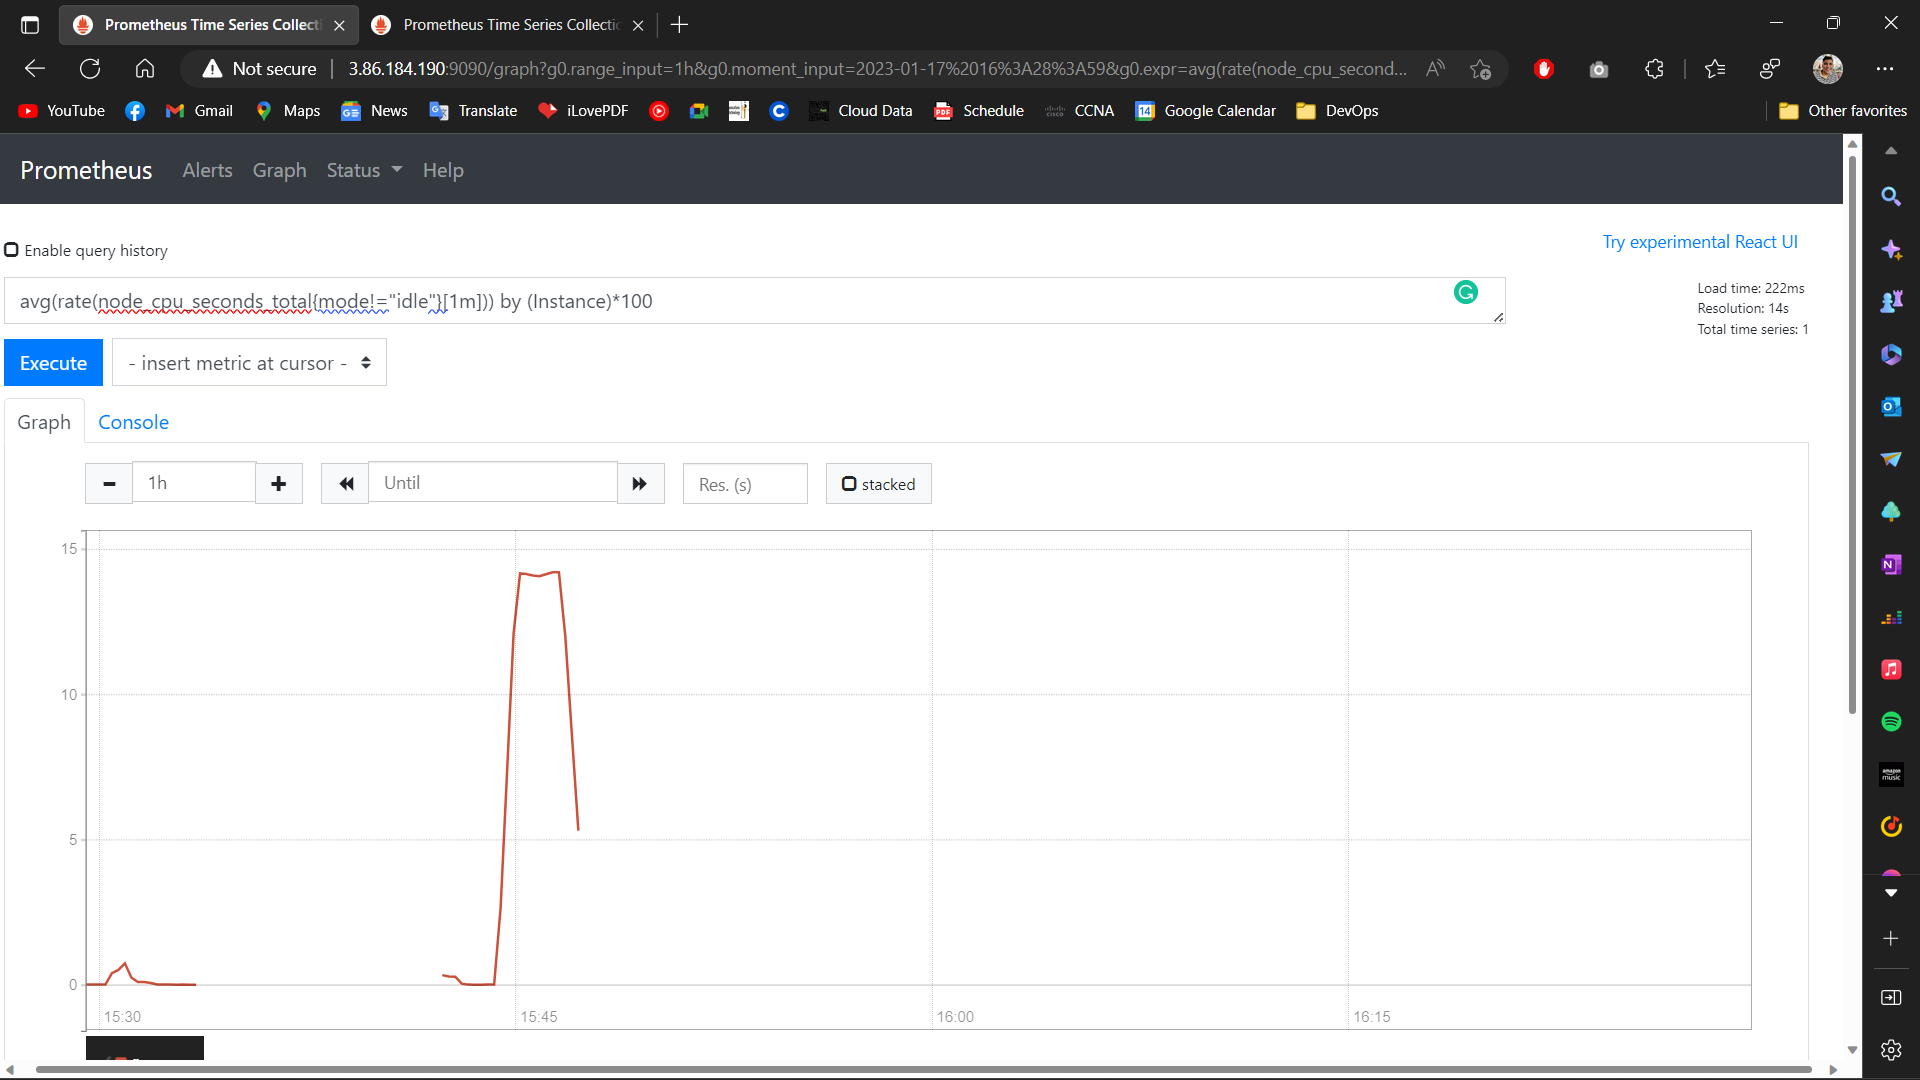 Prometheus Time Series Collecti
Prometheus Time Series Collectio
Not secure
3.86.184.190:9090/graph?g0.range_input=1h&g0.moment_input=2023-01-17%2016%3A28%3A59&g0.expr=avg(rate(node_cpu_second...
YouTube
Gmail
Maps
News
Translate
iLovePDF
Cloud Data
Schedule
CCNA
Google Calendar
DevOps
Other favorites
Prometheus
Alerts
Graph
Status
Help
Enable query history
Try experimental React UI
avg(rate(node_cpu_seconds_total{mode!="idle"}[1m])) by (Instance)*100
Load time: 222ms
Resolution: 14s
Total time series: 1
Execute
- insert metric at cursor -
Graph
Console
1h
Until
Res. (s)
stacked
15
10
5
0
15:30
15:45
16:00
16:15